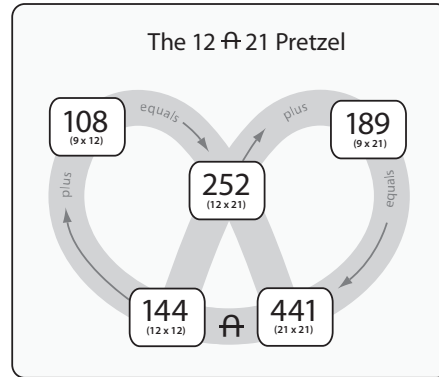 The 12 ₳ 21 Pretzel
equals
plus
108
(9 x 12)
189
(9 x 21)
plus
252
(12 x 21)
equals
144
(12 x 12)
₳
441
(21 x 21)